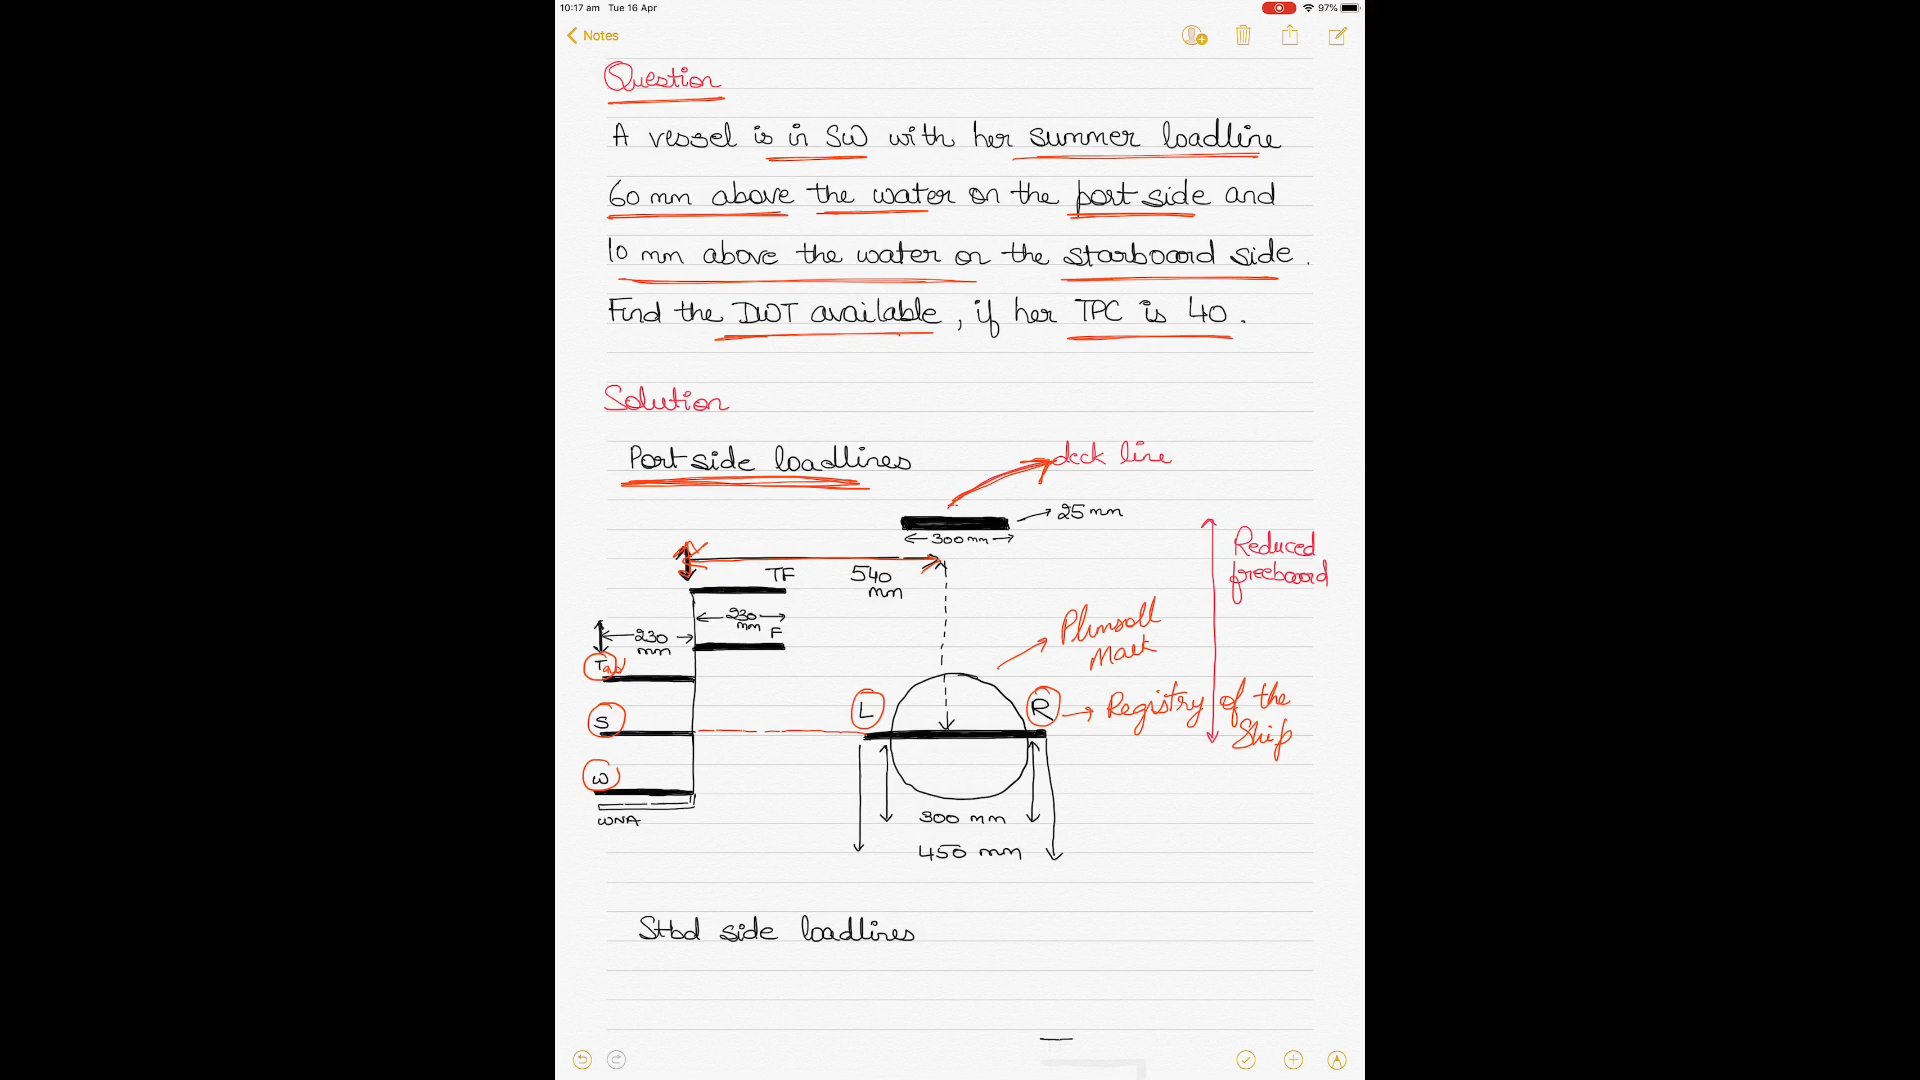 10:17 am Tue 16 Apr
97%
Notes
Question
A vessel is in SW with her summer loadline
60 mm above the water on the port side and
10 mm above the water on the starboard side.
Find the DWT available, if her TPC is 40.
Solution
Port side loadlines
deck line
25 mm
300 mm
Reduced
freeboard
TF
540
mm
230
mm
F
230
mm
Plimsoll
Mark
T
S
L
R
Registry of the
Ship
W
WNA
300 mm
450 mm
Stbd side loadlines